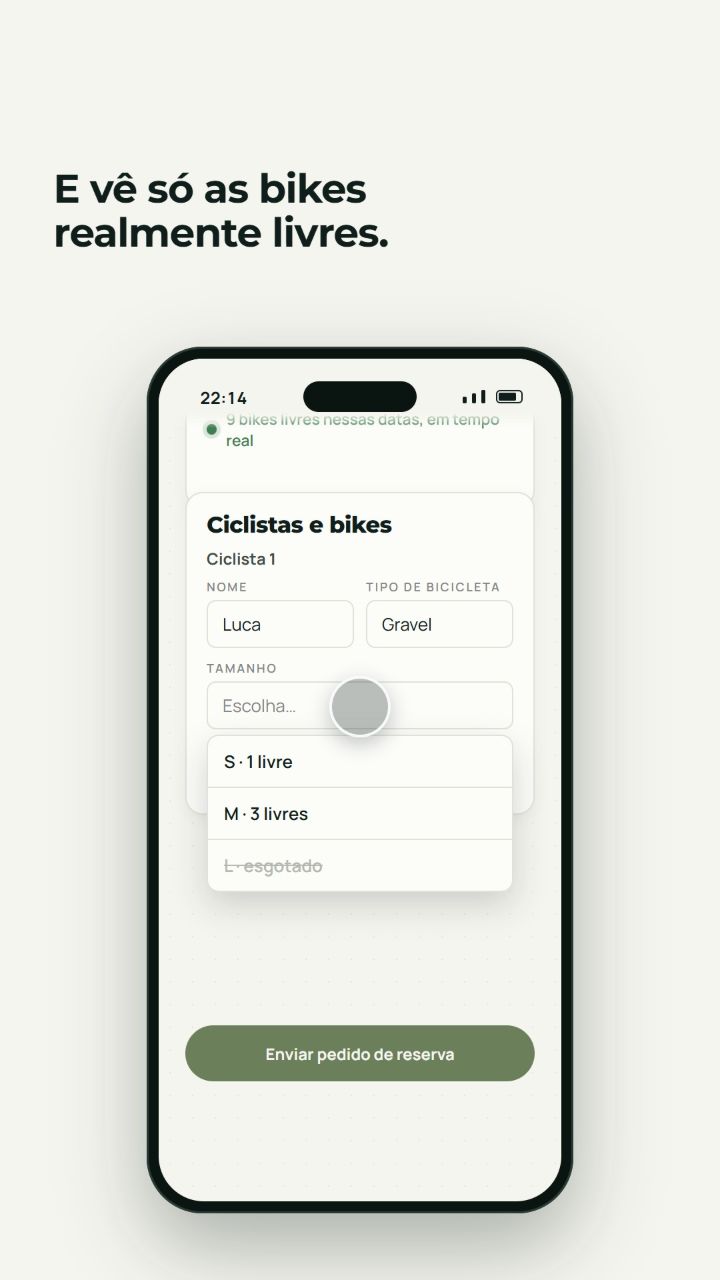 E vê só as bikes
realmente livres.
22:14
9 bikes livres nessas datas, em tempo
real
Ciclistas e bikes
Ciclista 1
NOME
TIPO DE BICICLETA
Luca
Gravel
TAMANHO
Escolha...
S · 1 livre
M · 3 livres
L · esgotado
Enviar pedido de reserva